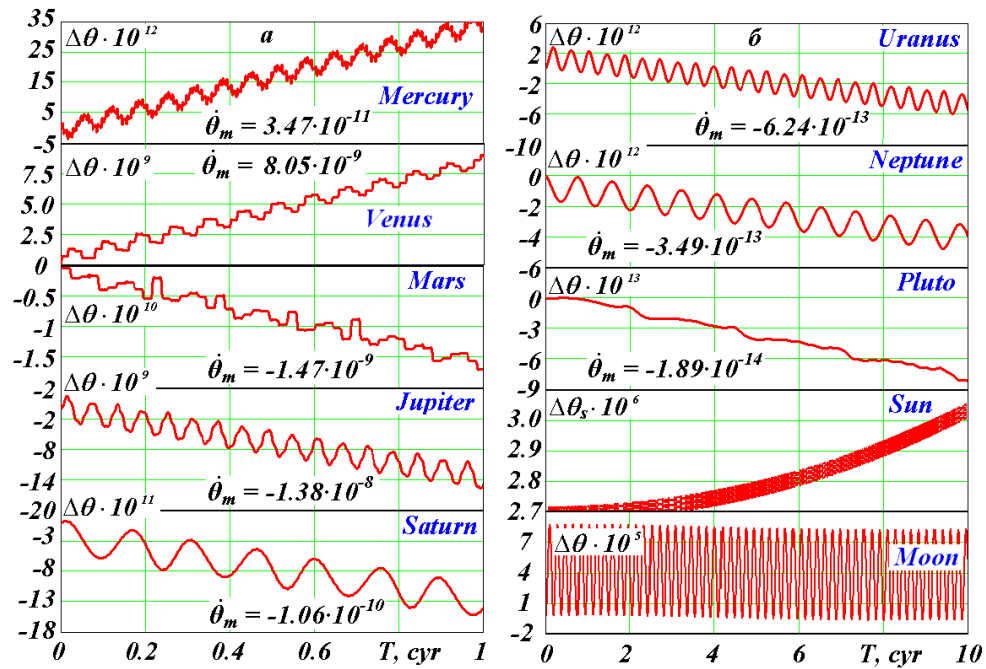 35
25
15
5
-5
Δθ · 10^12
a
Mercury
θ̇_m = 3.47·10^-11
7.5
5.0
2.5
0
Δθ · 10^9
θ̇_m = 8.05·10^-9
Venus
-0.5
-1
-1.5
-2
Mars
Δθ · 10^10
θ̇_m = -1.47·10^-9
-2
-8
-14
-20
Δθ · 10^9
Jupiter
θ̇_m = -1.38·10^-8
-3
-8
-13
-18
Δθ · 10^11
Saturn
θ̇_m = -1.06·10^-10
0 0.2 0.4 0.6 T, cyr 1
6
2
-2
-6
-10
Δθ · 10^12
б
Uranus
θ̇_m = -6.24·10^-13
0
-2
-4
-6
Δθ · 10^12
Neptune
θ̇_m = -3.49·10^-13
0
-3
-6
-9
Δθ · 10^13
Pluto
θ̇_m = -1.89·10^-14
3.0
2.9
2.8
2.7
Δθ_s · 10^6
Sun
7
4
1
-2
Δθ · 10^5
Moon
0 2 4 6 T, cyr 10